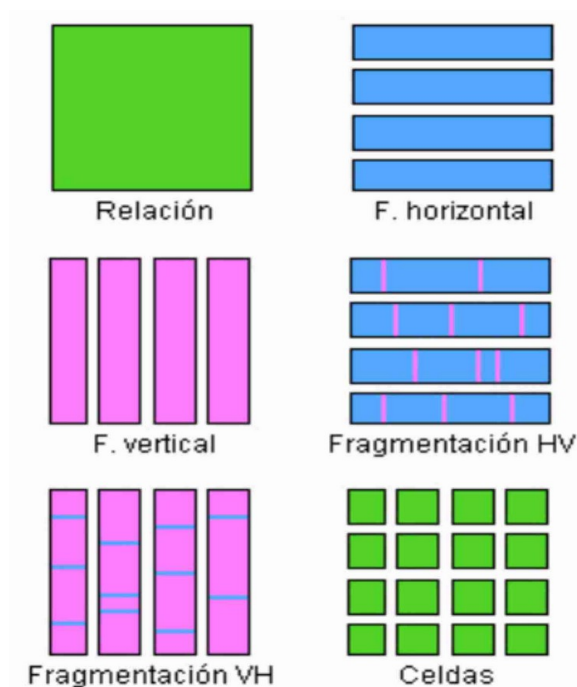 Relación
F. horizontal
F. vertical
Fragmentación HV
Fragmentación VH
Celdas